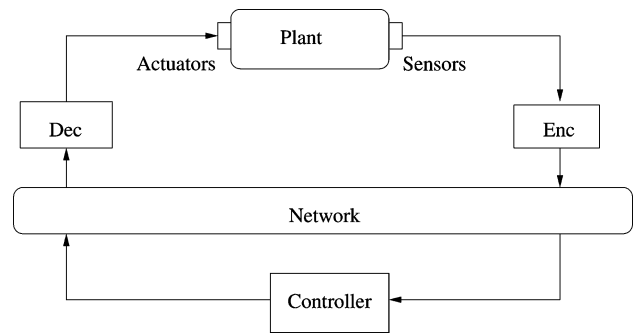 Plant
Actuators
Sensors
Dec
Enc
Network
Controller